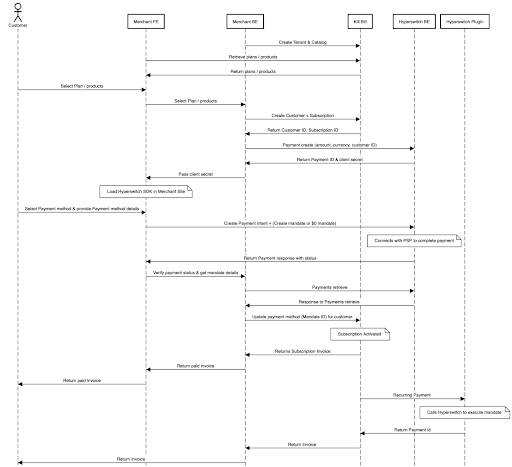 Customer
Merchant FE
Merchant BE
Kill Bill
Hyperswitch BE
Hyperswitch Plugin
Create Tenant & Catalog
Retrieve plans / products
Return plans / products
Select Plan / products
Select Plan / products
Create Customer + Subscription
Return Customer ID, Subscription ID
Payment create (amount, currency, customer ID)
Return Payment ID & client secret
Pass client secret
Load Hyperswitch SDK in Merchant Site
Select Payment method & provide Payment method details
Create Payment Intent + (Create mandate or $0 mandate)
Connects with PSP to complete payment
Return Payment response with status
Verify payment status & get mandate details
Payments retrieve
Response to Payments retrieve
Update payment method (Mandate ID) for customer
Subscription Activated
Returns Subscription Invoice
Return paid Invoice
Return paid Invoice
Recurring Payment
Calls Hyperswitch to execute mandate
Return Payment Id
Return Invoice
Return Invoice